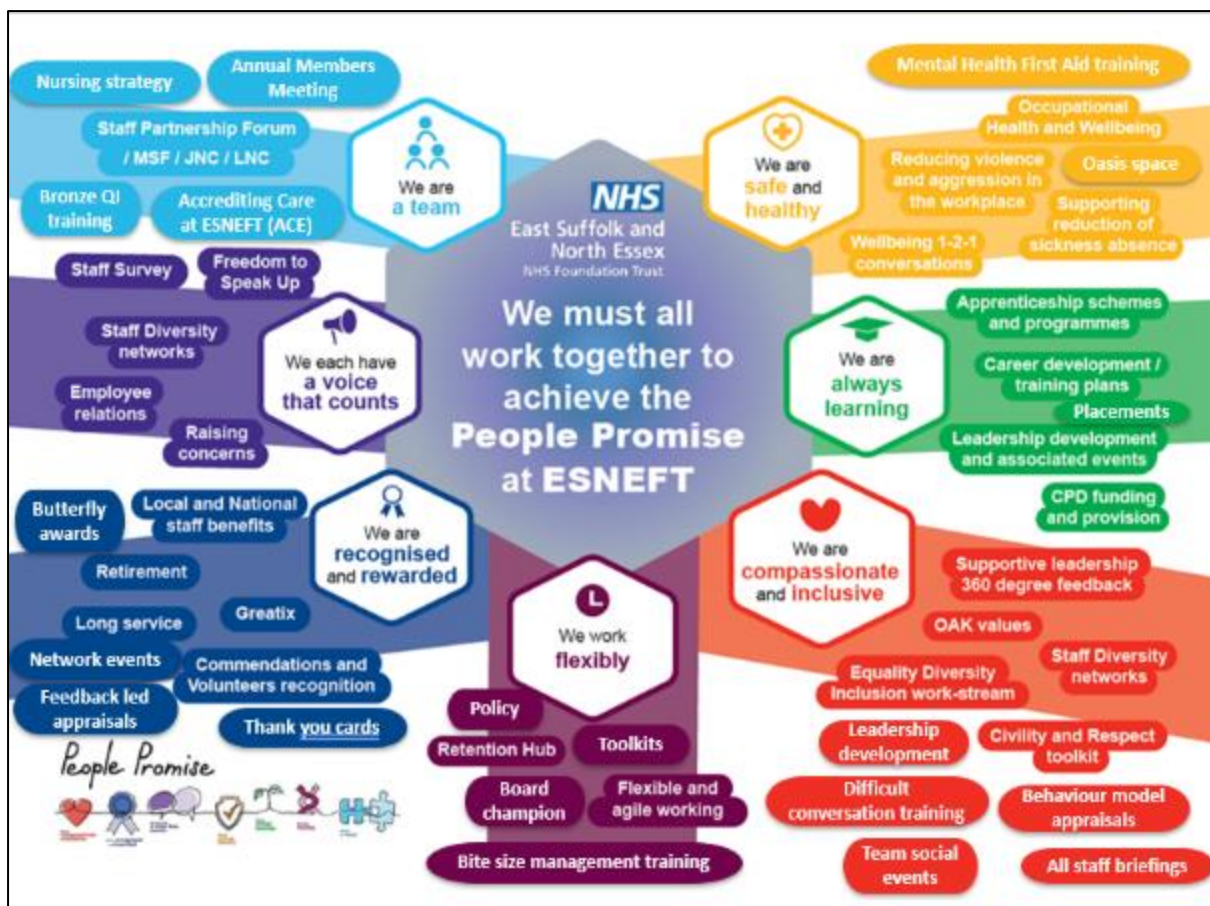 Nursing strategy
Annual Members
Meeting
Staff Partnership Forum
/ MSF / JNC / LNC
Bronze QI
training
Accrediting Care
at ESNEFT (ACE)
We are
a team
Staff Survey
Freedom to
Speak Up
Staff Diversity
networks
Employee
relations
Raising
concerns
We each have
a voice
that counts
Butterfly
awards
Local and National
staff benefits
Retirement
Long service
Greatix
Network events
Commendations and
Volunteers recognition
Feedback led
appraisals
Thank you cards
We are
recognised
and rewarded
People Promise
NHS
East Suffolk and
North Essex
NHS Foundation Trust
We must all
work together to
achieve the
People Promise
at ESNEFT
We work
flexibly
Policy
Retention Hub
Toolkits
Board
champion
Flexible and
agile working
Bite size management training
Mental Health First Aid training
Occupational
Health and Wellbeing
Reducing violence
and aggression in
the workplace
Oasis space
Supporting
reduction of
sickness absence
Wellbeing 1-2-1
conversations
We are
safe and
healthy
Apprenticeship schemes
and programmes
Career development /
training plans
Placements
Leadership development
and associated events
CPD funding
and provision
We are
always
learning
We are
compassionate
and inclusive
Supportive leadership
360 degree feedback
OAK values
Staff Diversity
networks
Equality Diversity
Inclusion work-stream
Leadership
development
Civility and Respect
toolkit
Difficult
conversation training
Behaviour model
appraisals
Team social
events
All staff briefings